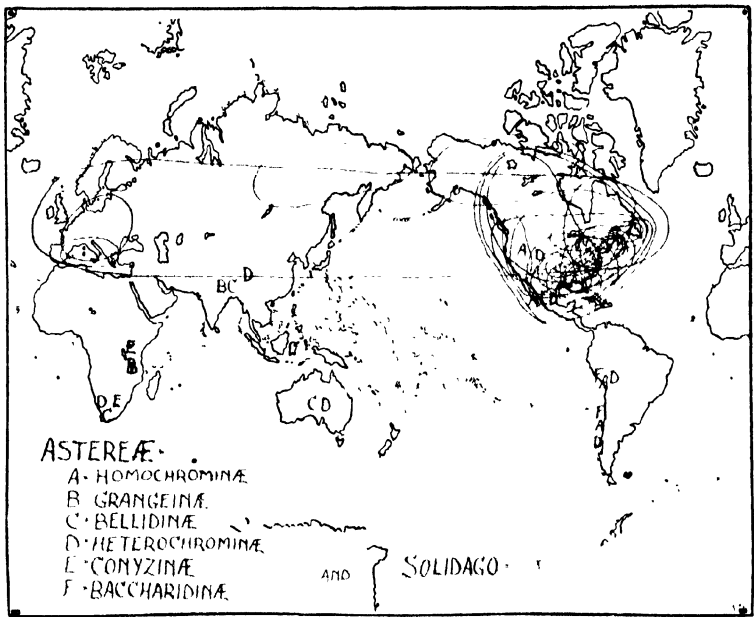 A D
D
BC
B
D E
C
C D
A D
F
A
D
ASTEREÆ·
A · HOMOCHROMINÆ
B GRANGEINÆ
C · BELLIDINÆ
D · HETEROCHROMINÆ
E · CONYZINÆ
F · BACCHARIDINÆ
AND SOLIDAGO ·